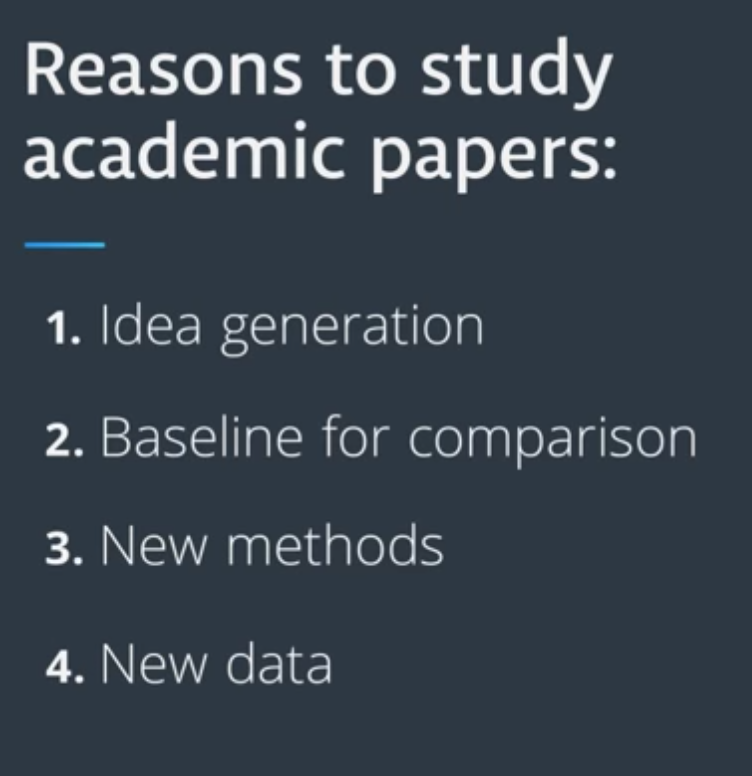 Reasons to study
academic papers:
1. Idea generation
2. Baseline for comparison
3. New methods
4. New data